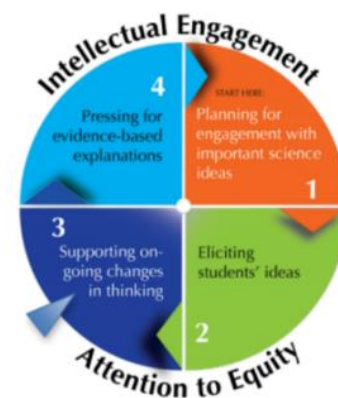 Intellectual Engagement
START HERE:
Planning for
engagement with
important science
ideas
1
Eliciting
students' ideas
2
3
Supporting on-
going changes
in thinking
4
Pressing for
evidence-based
explanations
Attention to Equity